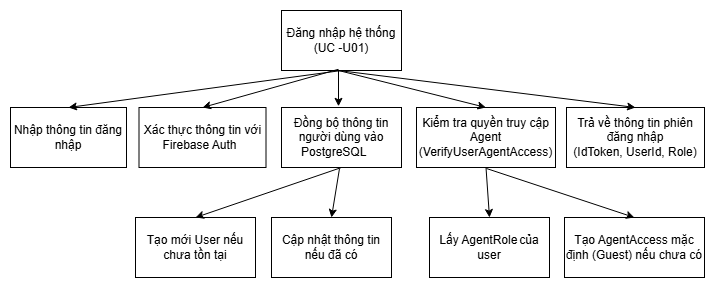 Đăng nhập hệ thống
(UC -U01)
Nhập thông tin đăng
nhập
Xác thực thông tin với
Firebase Auth
Đồng bộ thông tin
người dùng vào
PostgreSQL
Kiểm tra quyền truy cập
Agent
(VerifyUserAgentAccess)
Trả về thông tin phiên
đăng nhập
(IdToken, UserId, Role)
Tạo mới User nếu
chưa tồn tại
Cập nhật thông tin
nếu đã có
Lấy AgentRole của
user
Tạo AgentAccess mặc
định (Guest) nếu chưa có